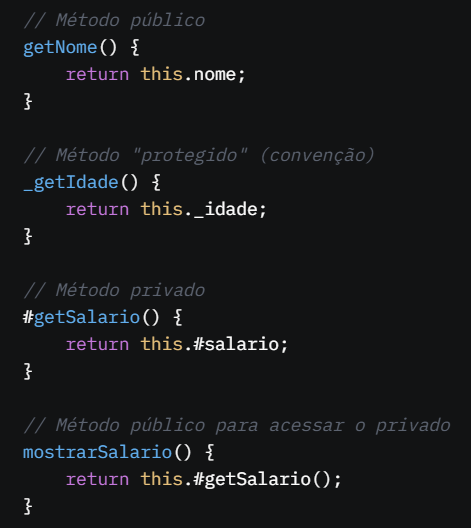 // Método público
getNome() {
    return this.nome;
}

// Método "protegido" (convenção)
_getIdade() {
    return this._idade;
}

// Método privado
#getSalario() {
    return this.#salario;
}

// Método público para acessar o privado
mostrarSalario() {
    return this.#getSalario();
}